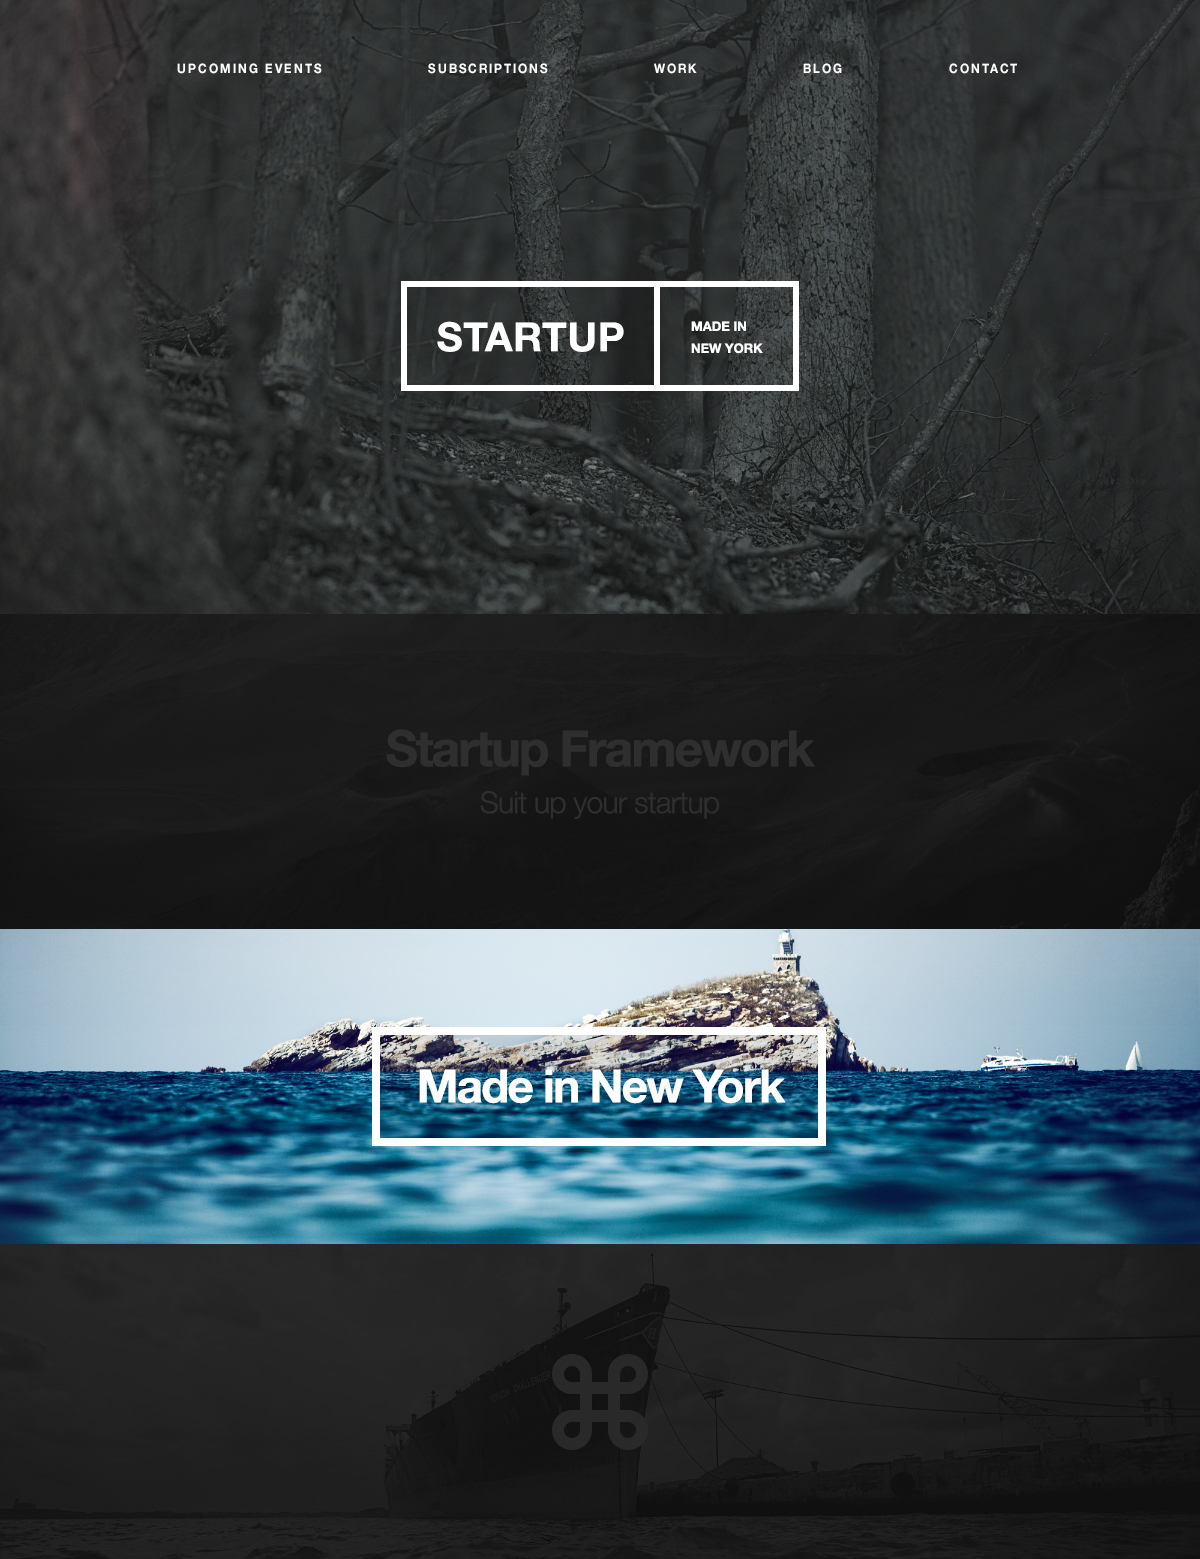 UPCOMING EVENTS
SUBSCRIPTIONS
WORK
BLOG
CONTACT
STARTUP
MADE IN
NEW YORK
Startup Framework
Suit up your startup
Made in New York